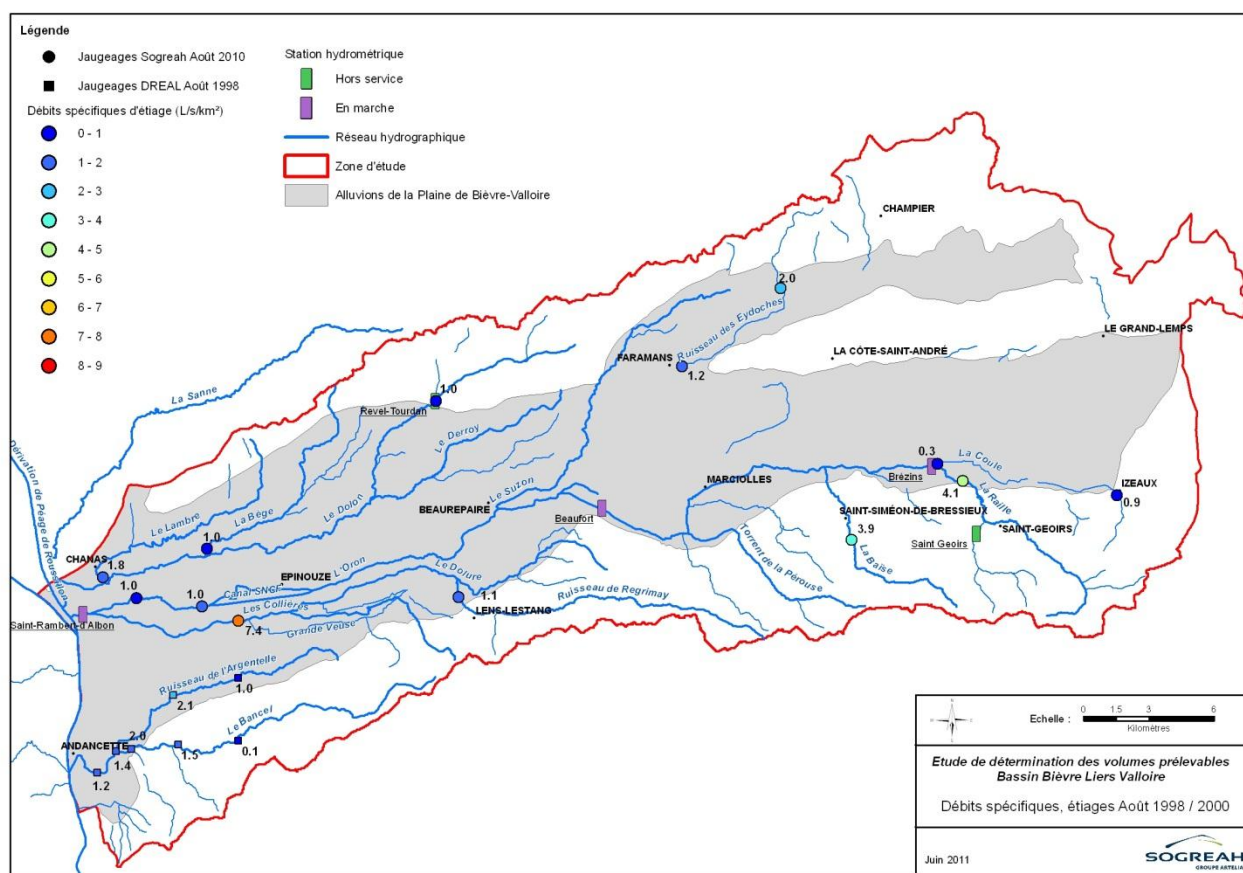 Légende
Jaugeages Sogreah Août 2010
Jaugeages DREAL Août 1998
Débits spécifiques d'étiage (L/s/km²)
0 - 1
1 - 2
2 - 3
3 - 4
4 - 5
5 - 6
6 - 7
7 - 8
8 - 9
Station hydrométrique
Hors service
En marche
Réseau hydrographique
Zone d'étude
Alluvions de la Plaine de Bièvre-Valloire
CHAMPIER
2.0
Ruisseau des Eydoches
LE GRAND-LEMPS
LA CÔTE-SAINT-ANDRÉ
FARAMANS
1.2
La Sanne
1.0
Revel-Tourdan
Le Derroy
Dérivation de Péage de Roussillon
0.3
La Coule
Brézins
4.1
La Raille
IZEAUX
0.9
MARCIOLLES
Le Suzon
BEAUREPAIRE
Beaufort
SAINT-SIMÉON-DE-BRESSIEUX
SAINT-GEOIRS
Saint Geoirs
3.9
La Baïse
Torrent de la Pérouse
Le Lambre
La Bège
Le Dolon
1.0
CHANAS
1.8
1.0
1.0
Canal SNCF
EPINOUZE
L'Oron
Le Dolure
1.1
Les Collières
LENS-LESTANG
Ruisseau de Régrimay
Saint-Rambert-d'Albon
7.4
Grande Veuse
Ruisseau de l'Argentelle
1.0
2.1
Le Bancel
2.0
ANDANCETTE
1.4
1.5
0.1
1.2
Echelle :
0 1.5 3 6
Kilomètres
Etude de détermination des volumes prélevables
Bassin Bièvre Liers Valloire
Débits spécifiques, étiages Août 1998 / 2000
Juin 2011
SOGREAH
GROUPE ARTELIA